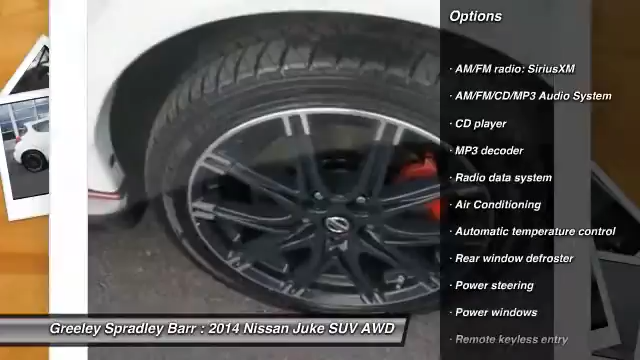 Options
· AM/FM radio: SiriusXM
· AM/FM/CD/MP3 Audio System
· CD player
· MP3 decoder
· Radio data system
· Air Conditioning
· Automatic temperature control
· Rear window defroster
· Power steering
· Power windows
· Remote keyless entry
Greeley Spradley Barr : 2014 Nissan Juke SUV AWD